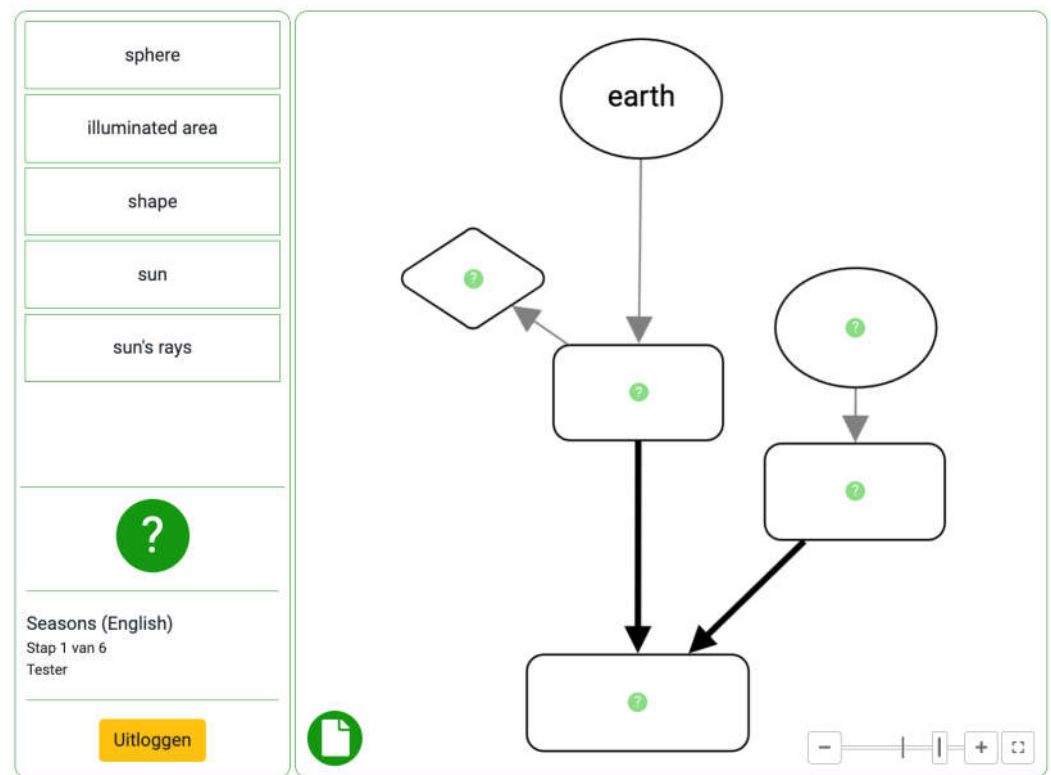 sphere
illuminated area
shape
sun
sun's rays
?
Seasons (English)
Stap 1 van 6
Tester
Uitloggen
earth
?
?
?
?
?